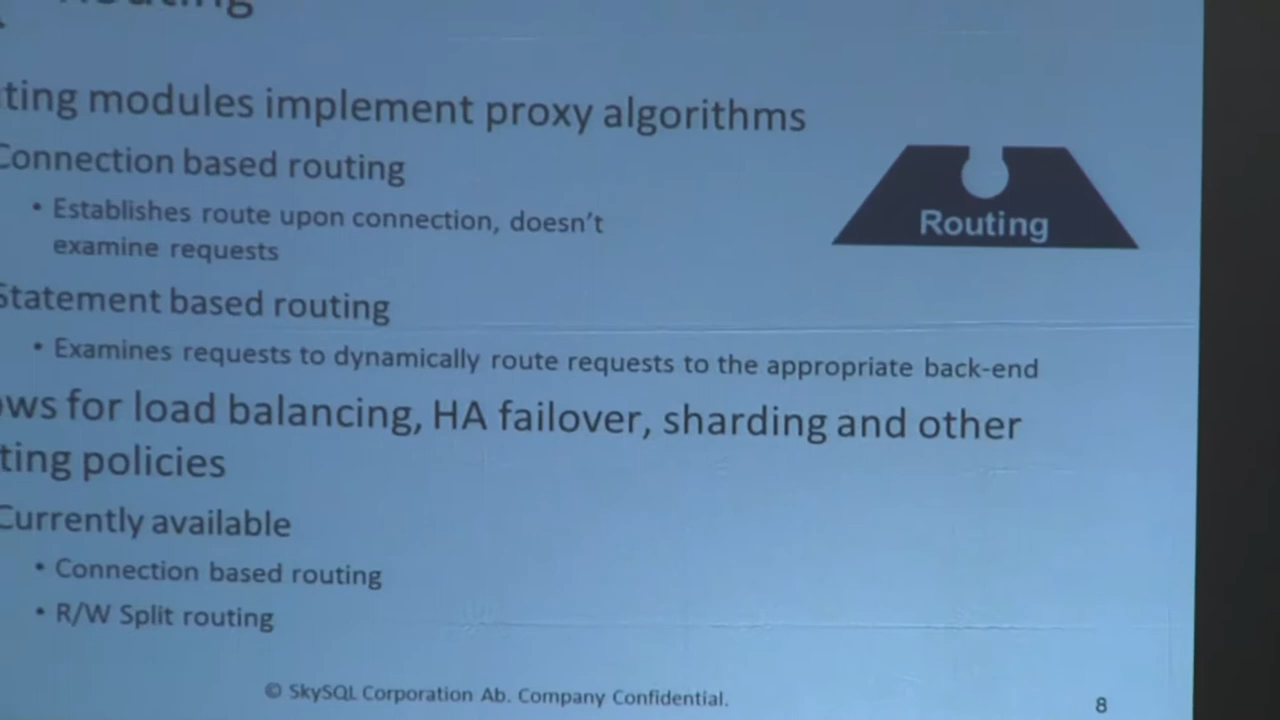 Routing
ting modules implement proxy algorithms
Connection based routing
• Establishes route upon connection, doesn't
examine requests
Routing
Statement based routing
• Examines requests to dynamically route requests to the appropriate back-end
ows for load balancing, HA failover, sharding and other
ting policies
Currently available
• Connection based routing
• R/W Split routing
© SkySQL Corporation Ab. Company Confidential.
8